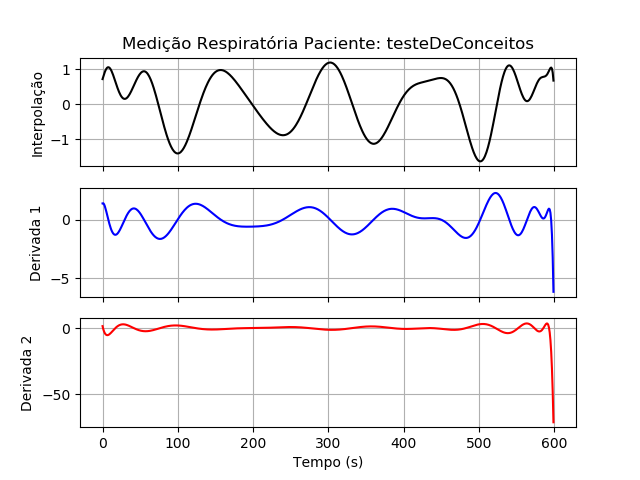 Medição Respiratória Paciente: testeDeConceitos
Interpolação
1
0
−1
Derivada 1
0
−5
Derivada 2
0
−50
0 100 200 300 400 500 600
Tempo (s)